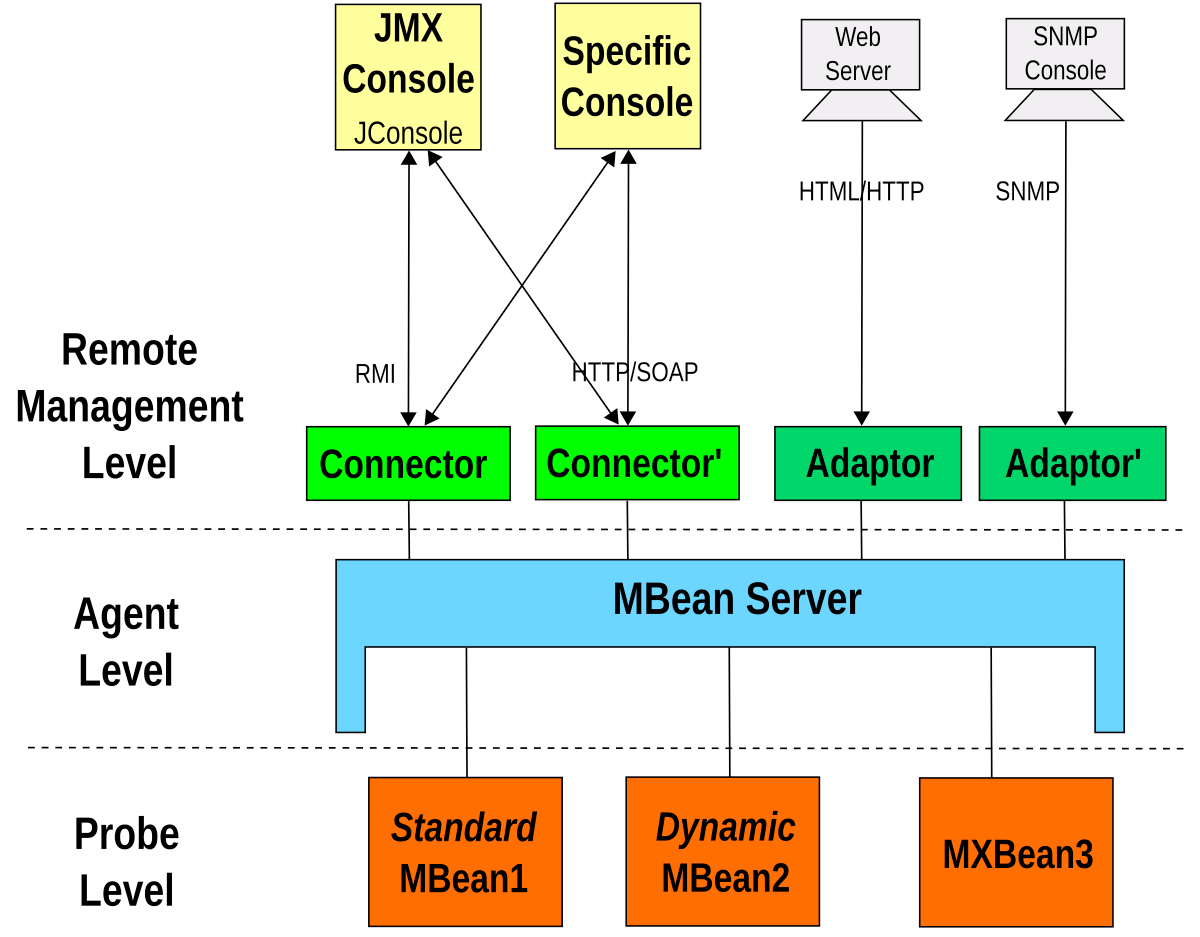 JMX
Console
JConsole
Specific
Console
Web
Server
SNMP
Console
HTML/HTTP
SNMP
Remote
Management
Level
RMI
HTTP/SOAP
Connector
Connector'
Adaptor
Adaptor'
Agent
Level
MBean Server
Probe
Level
Standard
MBean1
Dynamic
MBean2
MXBean3